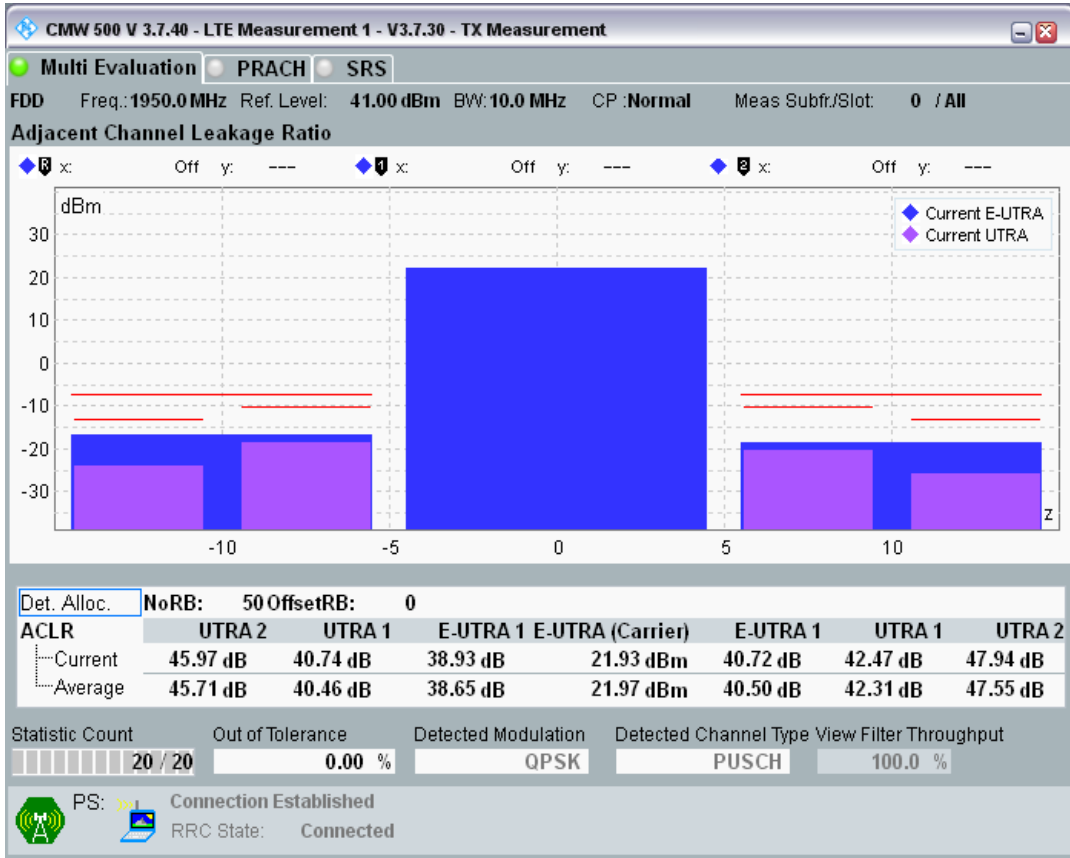 CMW 500 V 3.7.40 - LTE Measurement 1 - V3.7.30 - TX Measurement
Multi Evaluation PRACH SRS
FDD Freq.: 1950.0 MHz Ref. Level: 41.00 dBm BW: 10.0 MHz CP :Normal Meas Subfr./Slot: 0 / All
Adjacent Channel Leakage Ratio
R x: Off y: --- 1 x: Off y: --- 2 x: Off y: ---
dBm
Current E-UTRA
Current UTRA
30
20
10
0
-10
-20
-30
z
-10 -5 0 5 10
Det. Alloc. NoRB: 50 OffsetRB: 0
ACLR UTRA 2 UTRA 1 E-UTRA 1 E-UTRA (Carrier) E-UTRA 1 UTRA 1 UTRA 2
Current 45.97 dB 40.74 dB 38.93 dB 21.93 dBm 40.72 dB 42.47 dB 47.94 dB
Average 45.71 dB 40.46 dB 38.65 dB 21.97 dBm 40.50 dB 42.31 dB 47.55 dB
Statistic Count Out of Tolerance Detected Modulation Detected Channel Type View Filter Throughput
20 / 20 0.00 % QPSK PUSCH 100.0 %
PS: Connection Established
RRC State: Connected